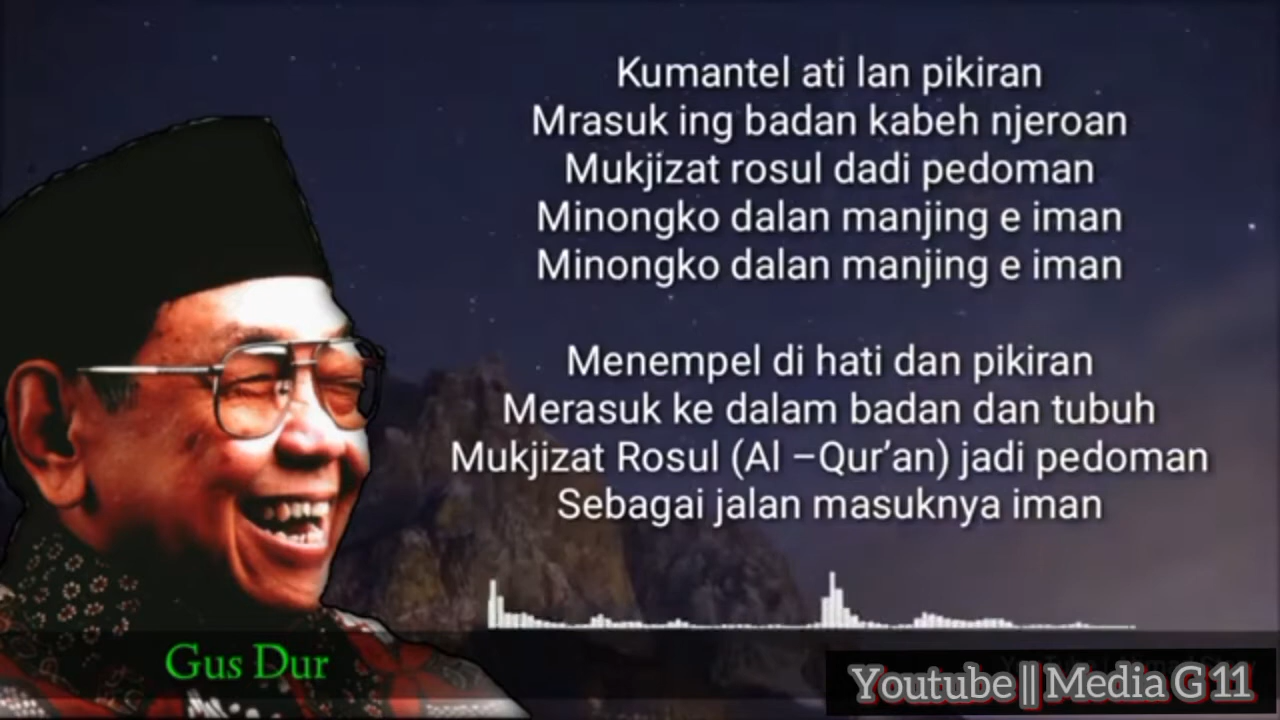 Kumantel ati lan pikiran
Mrasuk ing badan kabeh njeroan
Mukjizat rosul dadi pedoman
Minongko dalan manjing e iman
Minongko dalan manjing e iman
Menempel di hati dan pikiran
Merasuk ke dalam badan dan tubuh
Mukjizat Rosul (Al –Qur’an) jadi pedoman
Sebagai jalan masuknya iman
Gus Dur
Youtube || Media G 11